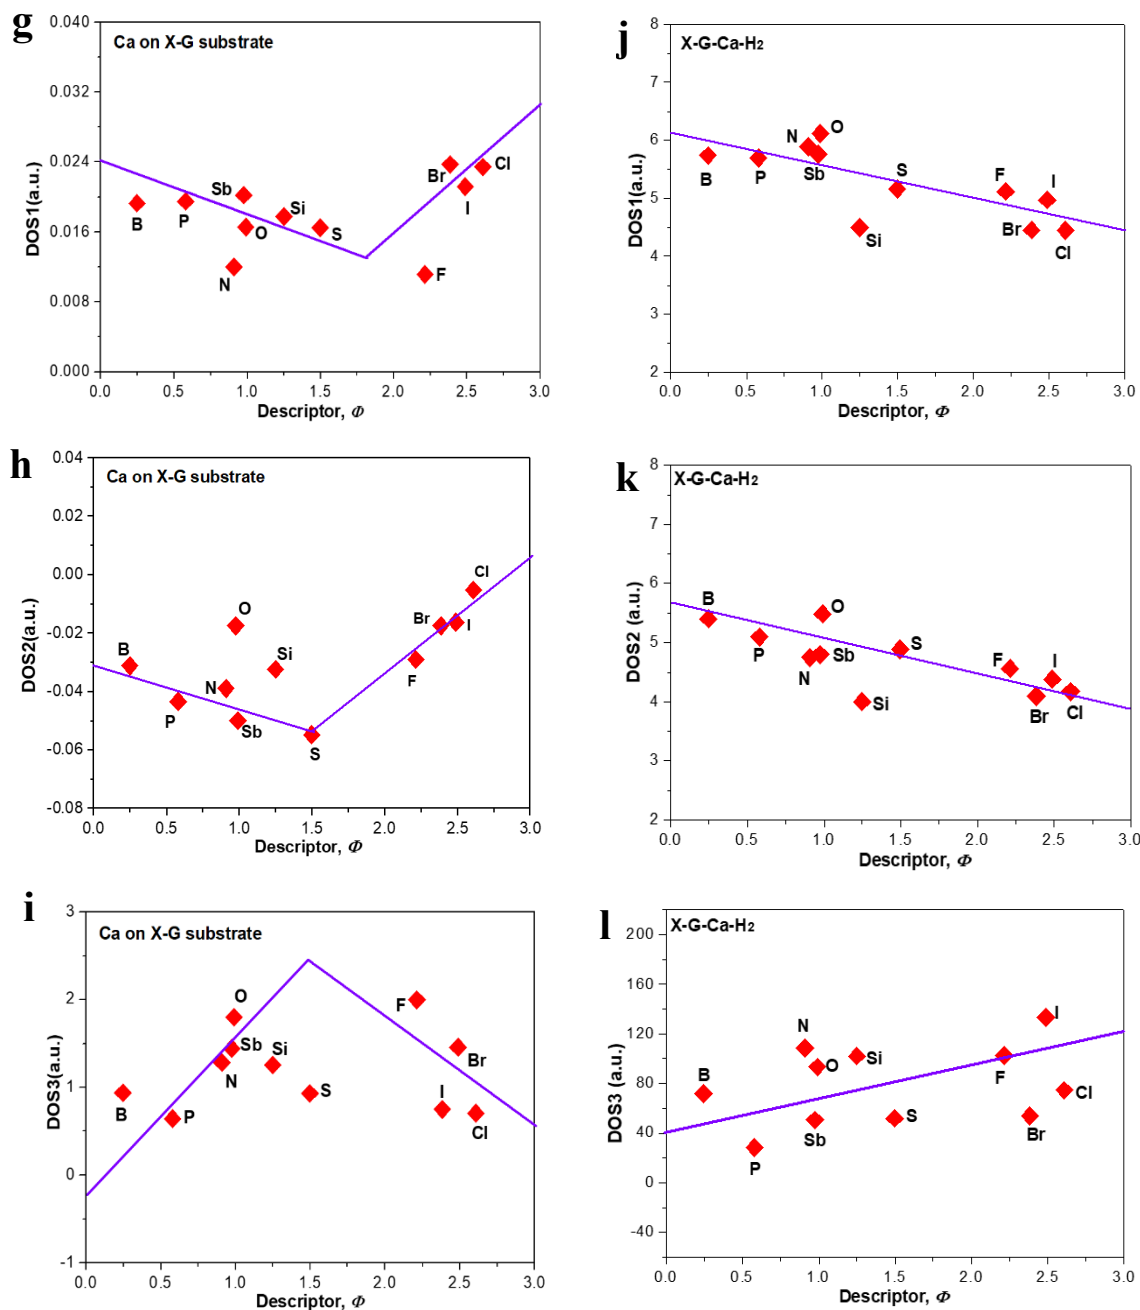 g
Ca on X-G substrate
DOS1(a.u.)
0.040
0.032
0.024
0.016
0.008
0.000
B
P
Sb
O
N
Si
S
F
Br
I
Cl
0.0 0.5 1.0 1.5 2.0 2.5 3.0
Descriptor, Φ
j
X-G-Ca-H2
DOS1(a.u.)
8
7
6
5
4
3
2
B
P
N
O
Sb
Si
S
F
I
Br
Cl
0.0 0.5 1.0 1.5 2.0 2.5 3.0
Descriptor, Φ
h
Ca on X-G substrate
DOS2(a.u.)
0.04
0.02
0.00
-0.02
-0.04
-0.06
-0.08
B
P
O
N
Sb
Si
S
F
Br
I
Cl
0.0 0.5 1.0 1.5 2.0 2.5 3.0
Descriptor, Φ
k
X-G-Ca-H2
DOS2 (a.u.)
8
7
6
5
4
3
2
B
P
O
N
Sb
Si
S
F
I
Br
Cl
0.0 0.5 1.0 1.5 2.0 2.5 3.0
Descriptor, Φ
i
Ca on X-G substrate
DOS3(a.u.)
3
2
1
0
-1
B
P
O
Sb
N
Si
S
F
Br
I
Cl
0.0 0.5 1.0 1.5 2.0 2.5 3.0
Descriptor, Φ
l
X-G-Ca-H2
DOS3 (a.u.)
200
160
120
80
40
0
-40
B
P
N
O
Sb
Si
S
F
I
Br
Cl
0.0 0.5 1.0 1.5 2.0 2.5 3.0
Descriptor, Φ